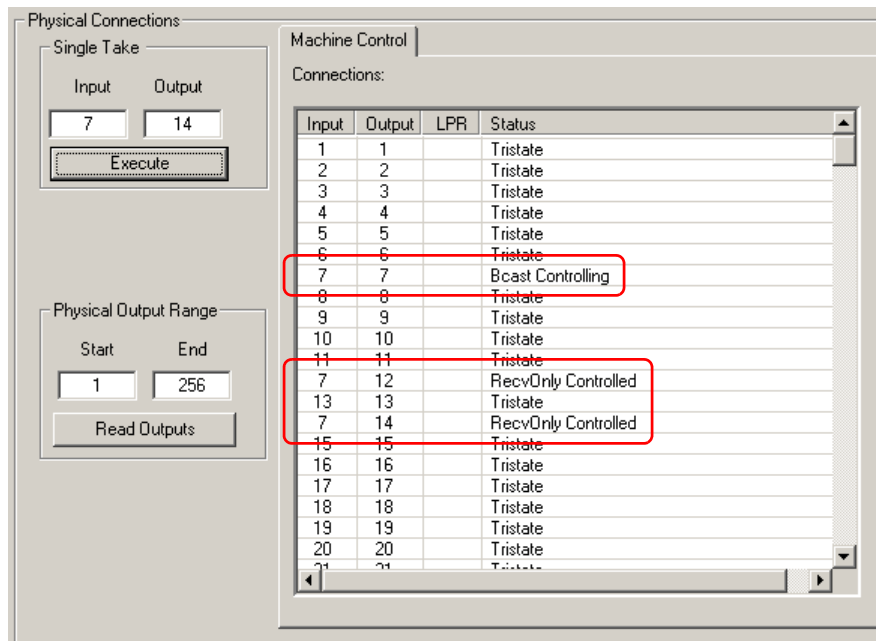 Physical Connections
Single Take
Input Output
7 14
Execute
Physical Output Range
Start End
1 256
Read Outputs
Machine Control
Connections:
Input Output LPR Status
1 1 Tristate
2 2 Tristate
3 3 Tristate
4 4 Tristate
5 5 Tristate
6 6 Tristate
7 7 Bcast Controlling
8 8 Tristate
9 9 Tristate
10 10 Tristate
11 11 Tristate
7 12 RecvOnly Controlled
13 13 Tristate
7 14 RecvOnly Controlled
15 15 Tristate
16 16 Tristate
17 17 Tristate
18 18 Tristate
19 19 Tristate
20 20 Tristate
21 21 Tristate